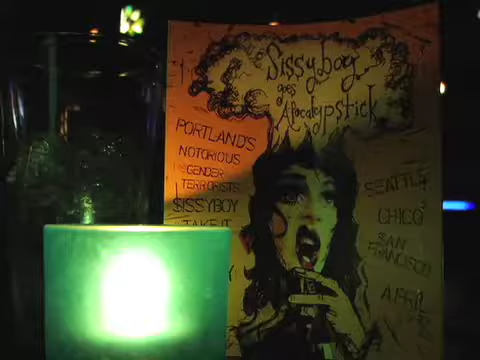 Sissyboy
goes
Apocalypstick
PORTLAND'S
NOTORIOUS
GENDER
TERRORISTS
SISSYBOY
TAKE IT
SEATTLE
CHICO
SAN
FRANCISCO
APRIL